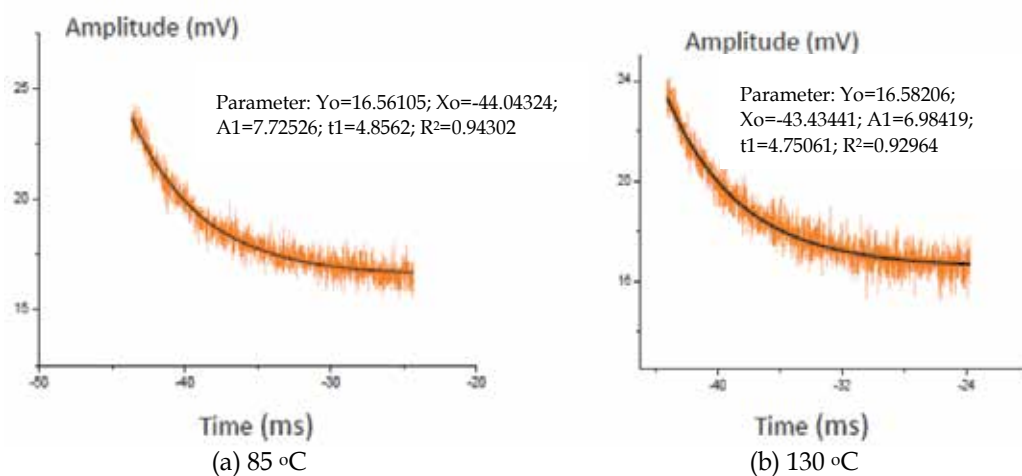 Amplitude (mV)
25
20
15
-50
-40
-30
-20
Parameter: Yo=16.56105; Xo=-44.04324;
A1=7.72526; t1=4.8562; R²=0.94302
Time (ms)
(a) 85 °C
Amplitude (mV)
24
20
16
-40
-32
-24
Parameter: Yo=16.58206;
Xo=-43.43441; A1=6.98419;
t1=4.75061; R²=0.92964
Time (ms)
(b) 130 °C